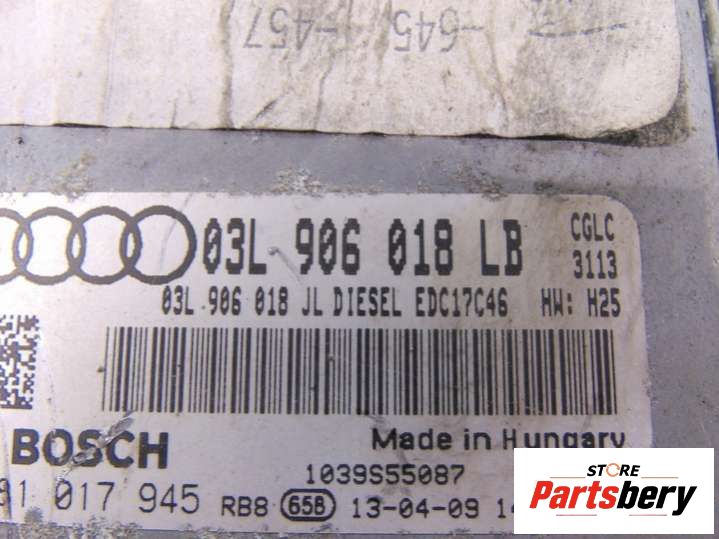 -645
-457
03L 906 018 LB
CGLC
3113
03L 906 018 JL DIESEL EDC17C46 HW: H25
BOSCH
Made in Hungary
1039S55087
017 945 RB8 65B 13-04-09
STORE
Partsbery